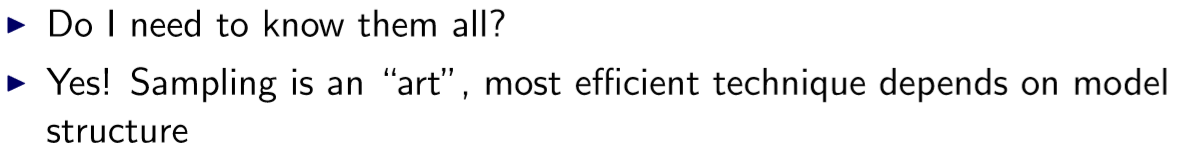 ▶ Do I need to know them all?
▶ Yes! Sampling is an “art”, most efficient technique depends on model
structure